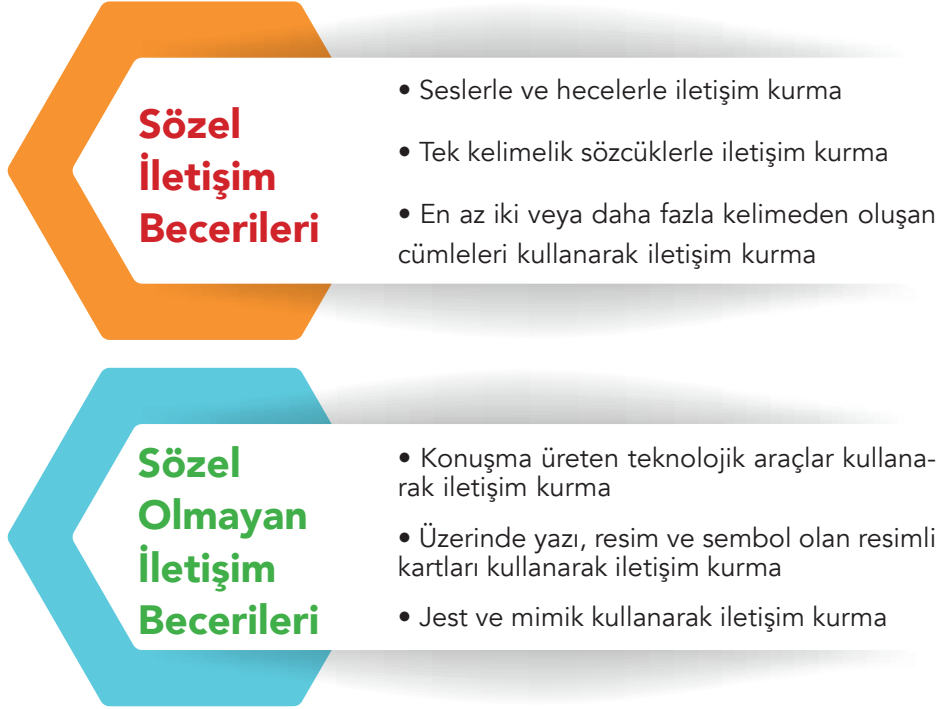 Sözel
İletişim
Becerileri
• Seslerle ve hecelerle iletişim kurma
• Tek kelimelik sözcüklerle iletişim kurma
• En az iki veya daha fazla kelimeden oluşan
cümleleri kullanarak iletişim kurma
Sözel
Olmayan
İletişim
Becerileri
• Konuşma üreten teknolojik araçlar kullana-
rak iletişim kurma
• Üzerinde yazı, resim ve sembol olan resimli
kartları kullanarak iletişim kurma
• Jest ve mimik kullanarak iletişim kurma